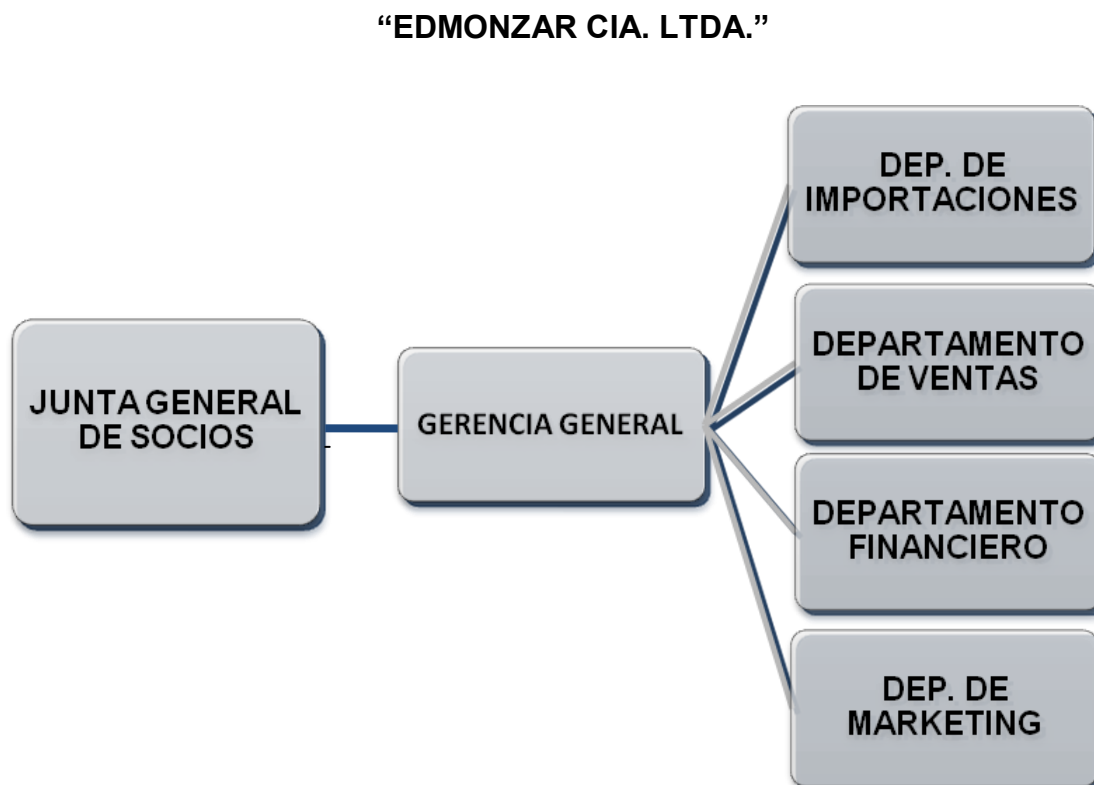 “EDMONZAR CIA. LTDA.”
JUNTA GENERAL
DE SOCIOS
GERENCIA GENERAL
DEP. DE
IMPORTACIONES
DEPARTAMENTO
DE VENTAS
DEPARTAMENTO
FINANCIERO
DEP. DE
MARKETING